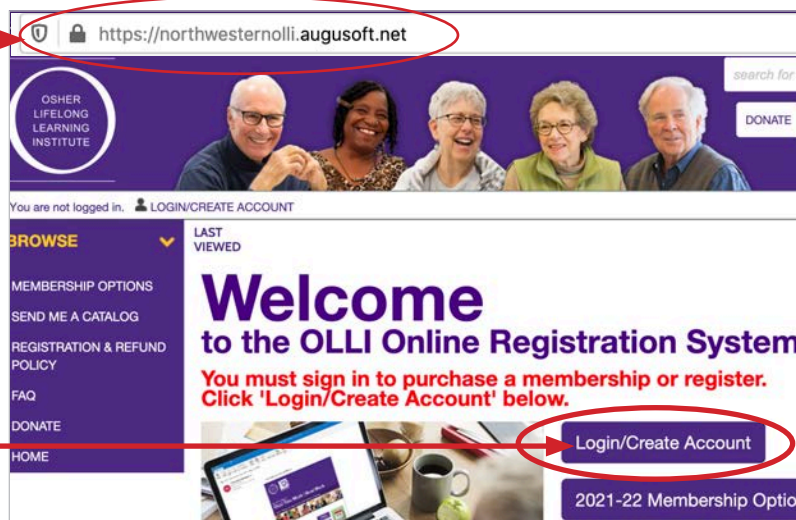 https://northwesternolli.augusoft.net
OSHER
LIFELONG
LEARNING
INSTITUTE
search for
DONATE
You are not logged in. LOGIN/CREATE ACCOUNT
BROWSE
MEMBERSHIP OPTIONS
SEND ME A CATALOG
REGISTRATION & REFUND
POLICY
FAQ
DONATE
HOME
LAST
VIEWED
Welcome
to the OLLI Online Registration System
You must sign in to purchase a membership or register.
Click 'Login/Create Account' below.
Login/Create Account
2021-22 Membership Optio